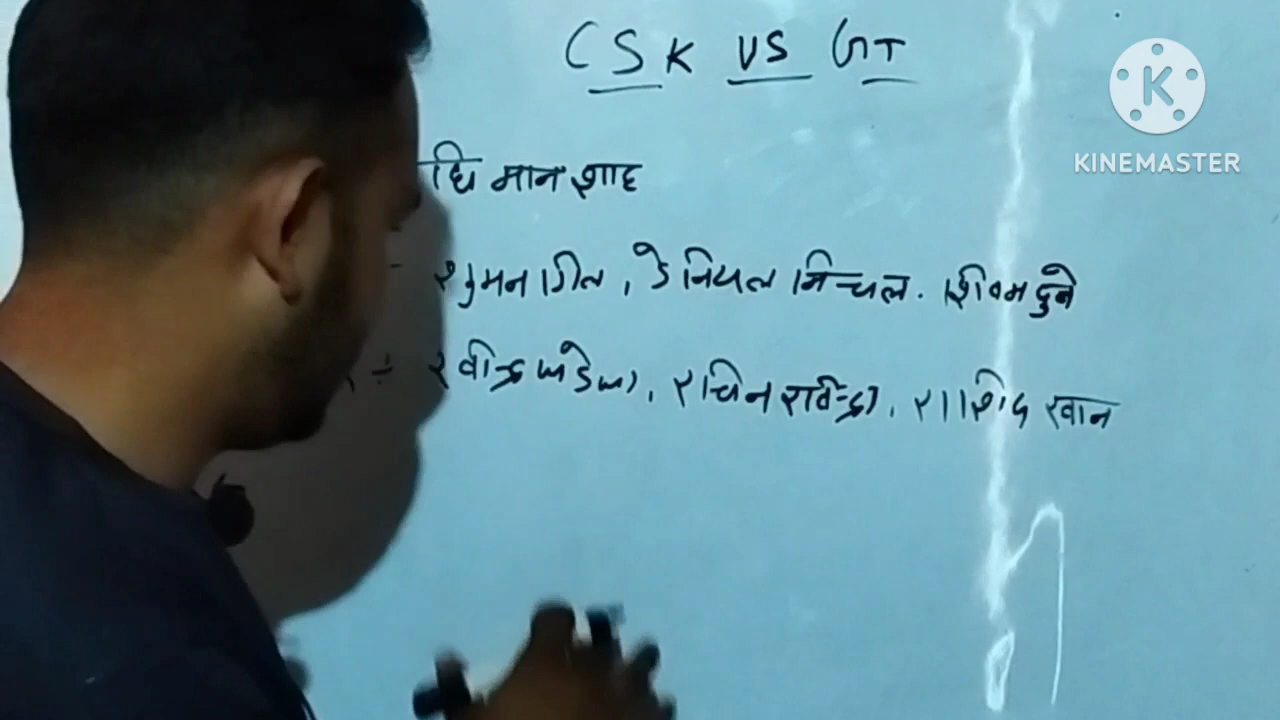 CSK VS GT
धिमान शाह
शुभमन गिल, डेनियल मिच्चल. शिवम दुबे
र ÷ रवीन्द्र जडेजा, रचिन रविन्द्रा, राशिद खान
K
KINEMASTER